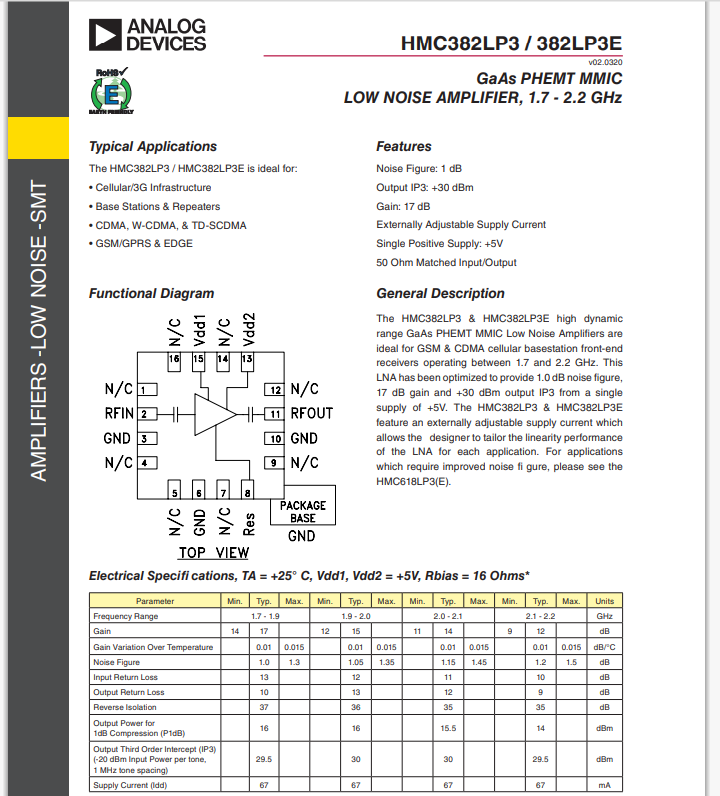 ANALOG
DEVICES
HMC382LP3 / 382LP3E
v02.0320
RoHS✓
E
EARTH FRIENDLY
GaAs PHEMT MMIC
LOW NOISE AMPLIFIER, 1.7 - 2.2 GHz
AMPLIFIERS -LOW NOISE -SMT
Typical Applications
The HMC382LP3 / HMC382LP3E is ideal for:
• Cellular/3G Infrastructure
• Base Stations & Repeaters
• CDMA, W-CDMA, & TD-SCDMA
• GSM/GPRS & EDGE
Features
Noise Figure: 1 dB
Output IP3: +30 dBm
Gain: 17 dB
Externally Adjustable Supply Current
Single Positive Supply: +5V
50 Ohm Matched Input/Output
Functional Diagram
N/C Vdd1 N/C Vdd2
16 15 14 13
N/C 1 12 N/C
RFIN 2 11 RFOUT
GND 3 10 GND
N/C 4 9 N/C
5 6 7 8
N/C GND N/C Res
PACKAGE
BASE
GND
TOP VIEW
General Description
The HMC382LP3 & HMC382LP3E high dynamic
range GaAs PHEMT MMIC Low Noise Amplifiers are
ideal for GSM & CDMA cellular basestation front-end
receivers operating between 1.7 and 2.2 GHz. This
LNA has been optimized to provide 1.0 dB noise figure,
17 dB gain and +30 dBm output IP3 from a single
supply of +5V. The HMC382LP3 & HMC382LP3E
feature an externally adjustable supply current which
allows the designer to tailor the linearity performance
of the LNA for each application. For applications
which require improved noise fi gure, please see the
HMC618LP3(E).
Electrical Specifi cations, TA = +25° C, Vdd1, Vdd2 = +5V, Rbias = 16 Ohms*
Parameter Min. Typ. Max. Min. Typ. Max. Min. Typ. Max. Min. Typ. Max. Units
Frequency Range 1.7 - 1.9 1.9 - 2.0 2.0 - 2.1 2.1 - 2.2 GHz
Gain 14 17 12 15 11 14 9 12 dB
Gain Variation Over Temperature 0.01 0.015 0.01 0.015 0.01 0.015 0.01 0.015 dB/°C
Noise Figure 1.0 1.3 1.05 1.35 1.15 1.45 1.2 1.5 dB
Input Return Loss 13 12 11 10 dB
Output Return Loss 10 13 12 9 dB
Reverse Isolation 37 36 35 35 dB
Output Power for
1dB Compression (P1dB) 16 16 15.5 14 dBm
Output Third Order Intercept (IP3)
(-20 dBm Input Power per tone,
1 MHz tone spacing) 29.5 30 30 29.5 dBm
Supply Current (Idd) 67 67 67 67 mA